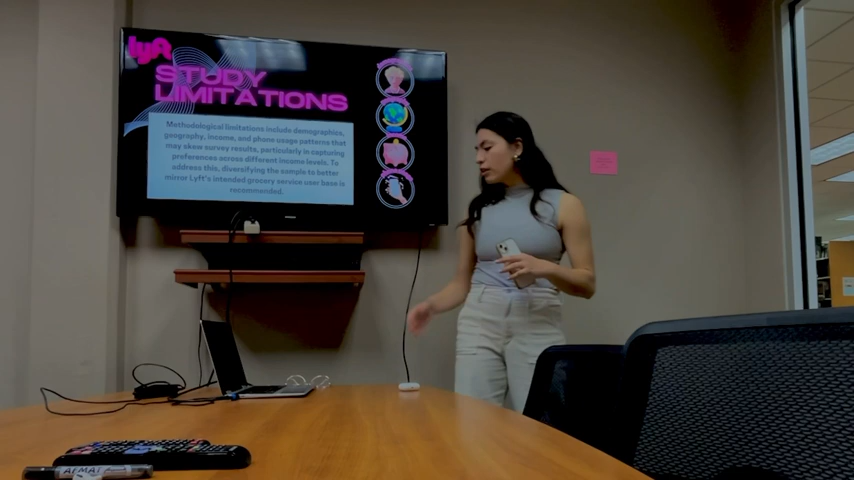 lyft
STUDY
LIMITATIONS
Methodological limitations include demographics,
geography, income, and phone usage patterns that
may skew survey results, particularly in capturing
preferences across different income levels. To
address this, diversifying the sample to better
mirror Lyft's intended grocery service user base is
recommended.